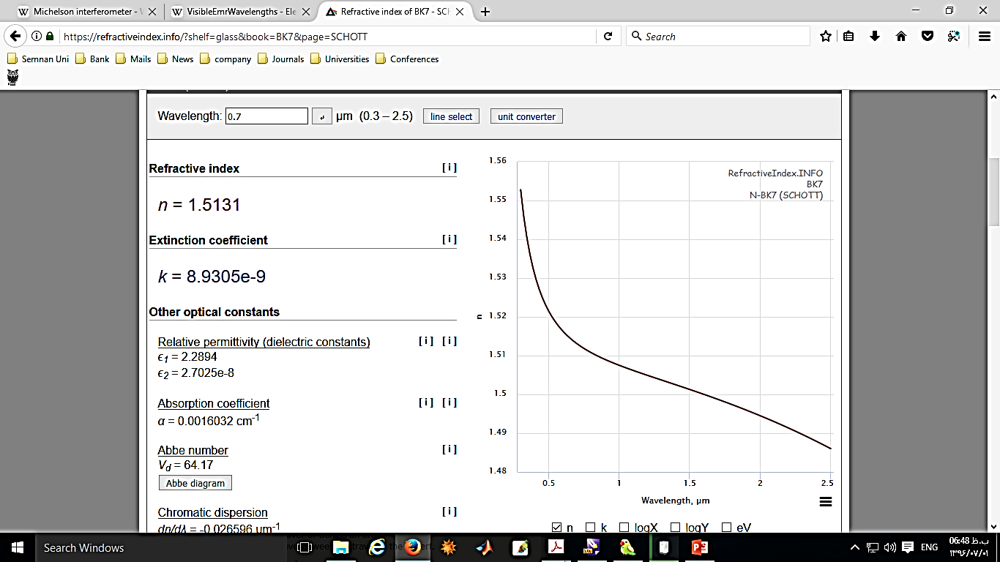 Michelson interferometer -
VisibleEmrWavelengths - Ele
Refractive index of BK7 - SCH
https://refractiveindex.info/?shelf=glass&book=BK7&page=SCHOTT
Search
Semnan Uni
Bank
Mails
News
company
Journals
Universities
Conferences
Wavelength: 0.7 µm (0.3 – 2.5) line select unit converter
Refractive index [ i ]
n = 1.5131
Extinction coefficient [ i ]
k = 8.9305e-9
Other optical constants
Relative permittivity (dielectric constants) [ i ] [ i ]
ϵ1 = 2.2894
ϵ2 = 2.7025e-8
Absorption coefficient [ i ] [ i ]
α = 0.0016032 cm-1
Abbe number [ i ]
Vd = 64.17
Abbe diagram
Chromatic dispersion [ i ]
dn/dλ = -0.026596 µm-1
RefractiveIndex.INFO
BK7
N-BK7 (SCHOTT)
1.56
1.55
1.54
1.53
1.52
1.51
1.5
1.49
1.48
n
0.5
1
1.5
2
2.5
Wavelength, µm
n k logX logY eV
Search Windows
ENG
06:48 ب.ظ
۱۳۹۶/۰۷/۰۱